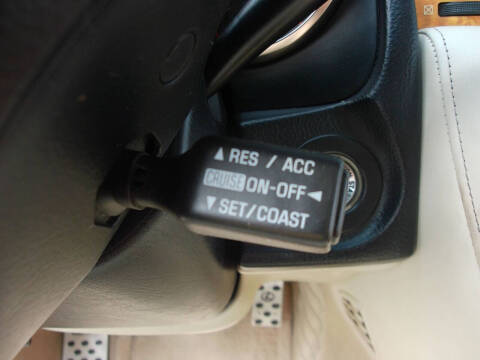 ▲ RES / ACC
CRUISE ON-OFF ◄
▼ SET/COAST